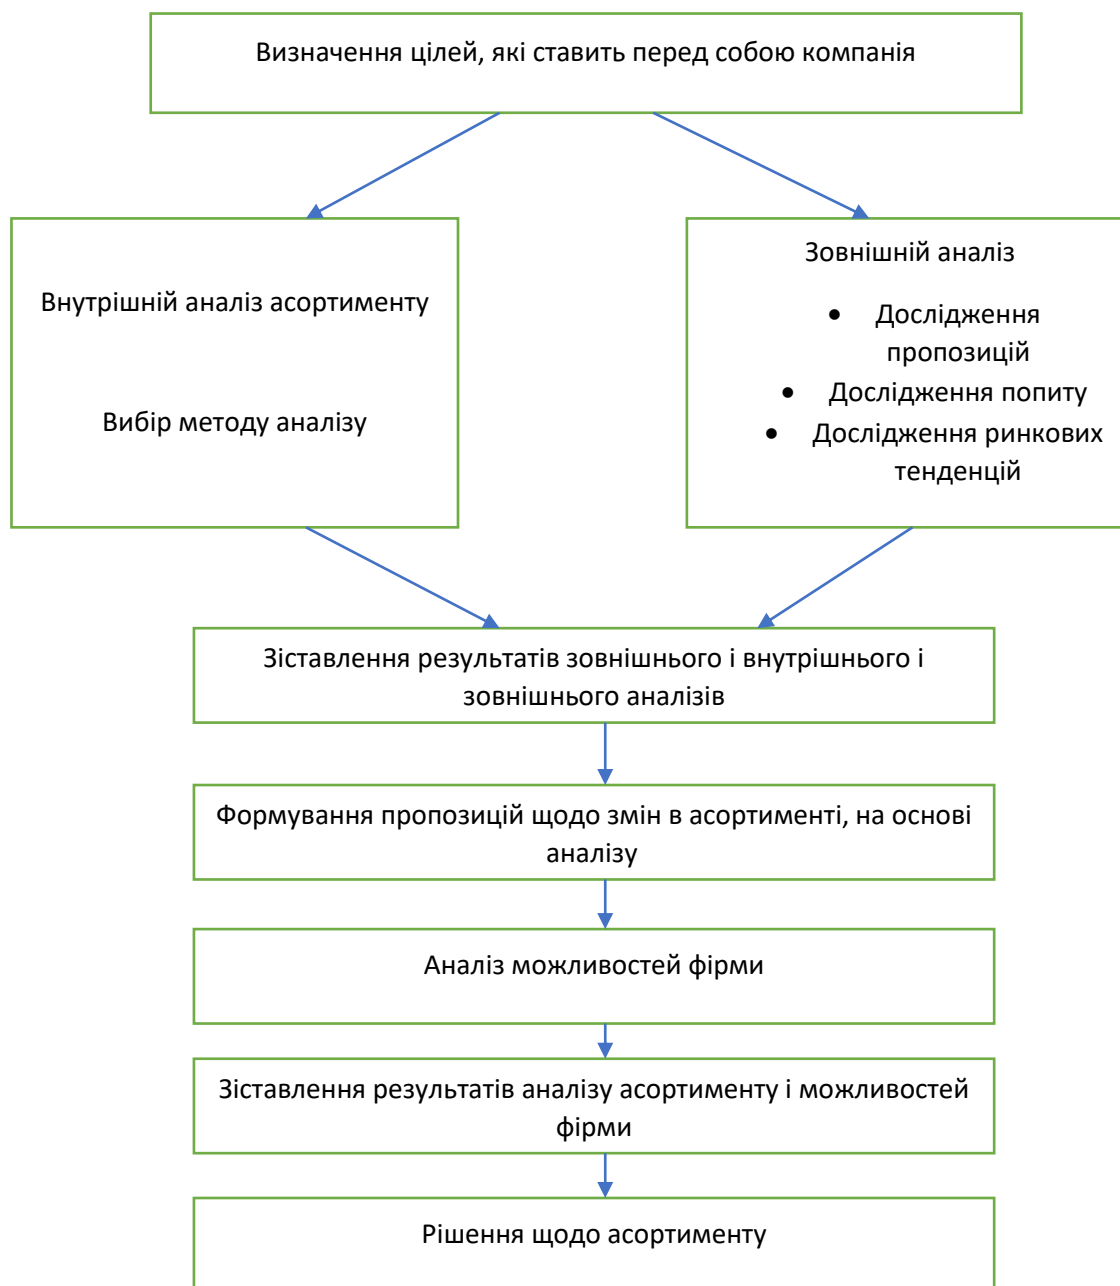 Визначення цілей, які ставить перед собою компанія
Внутрішній аналіз асортименту
Вибір методу аналізу
Зовнішній аналіз
• Дослідження
пропозицій
• Дослідження попиту
• Дослідження ринкових
тенденцій
Зіставлення результатів зовнішнього і внутрішнього і
зовнішнього аналізів
Формування пропозицій щодо змін в асортименті, на основі
аналізу
Аналіз можливостей фірми
Зіставлення результатів аналізу асортименту і можливостей
фірми
Рішення щодо асортименту